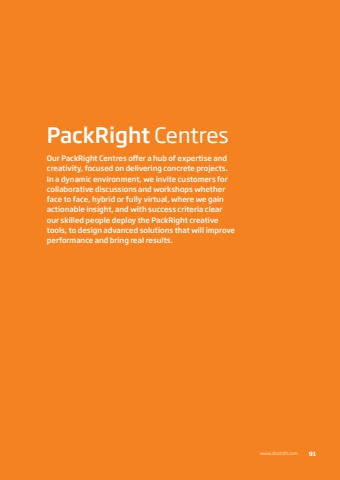 PackRight Centres
Our PackRight Centres offer a hub of expertise and
creativity, focused on delivering concrete projects.
In a dynamic environment, we invite customers for
collaborative discussions and workshops whether
face to face, hybrid or fully virtual, where we gain
actionable insight, and with success criteria clear
our skilled people deploy the PackRight creative
tools, to design advanced solutions that will improve
performance and bring real results.
91